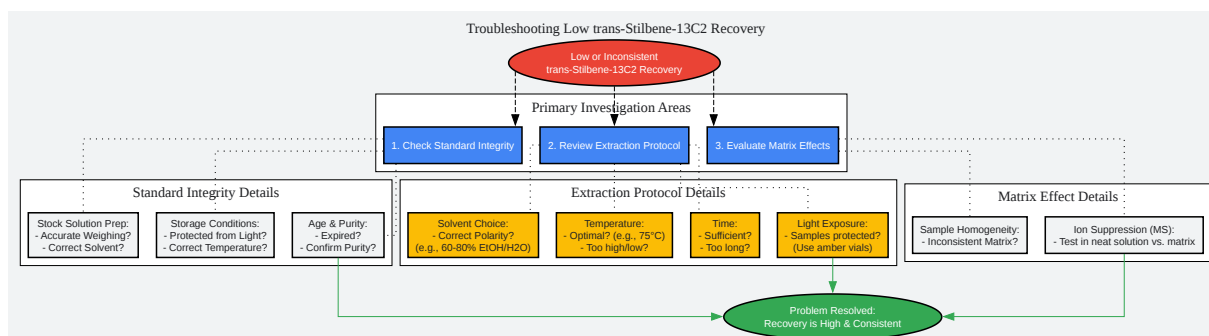 Troubleshooting Low trans-Stilbene-13C2 Recovery
Low or Inconsistent
trans-Stilbene-13C2 Recovery
Primary Investigation Areas
1. Check Standard Integrity
2. Review Extraction Protocol
3. Evaluate Matrix Effects
Standard Integrity Details
Stock Solution Prep:
- Accurate Weighing?
- Correct Solvent?
Storage Conditions:
- Protected from Light?
- Correct Temperature?
Age & Purity:
- Expired?
- Confirm Purity?
Extraction Protocol Details
Solvent Choice:
- Correct Polarity?
(e.g., 60-80% EtOH/H2O)
Temperature:
- Optimal? (e.g., 75°C)
- Too high/low?
Time:
- Sufficient?
- Too long?
Light Exposure:
- Samples protected?
(Use amber vials)
Matrix Effect Details
Sample Homogeneity:
- Inconsistent Matrix?
Ion Suppression (MS):
- Test in neat solution vs. matrix
Problem Resolved:
Recovery is High & Consistent